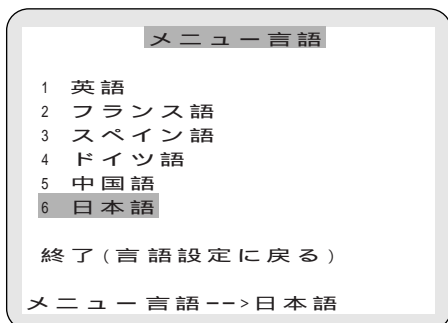 メニュー言語
1 英語
2 フランス語
3 スペイン語
4 ドイツ語
5 中国語
6 日本語
終了(言語設定に戻る)
メニュー言語-->日本語